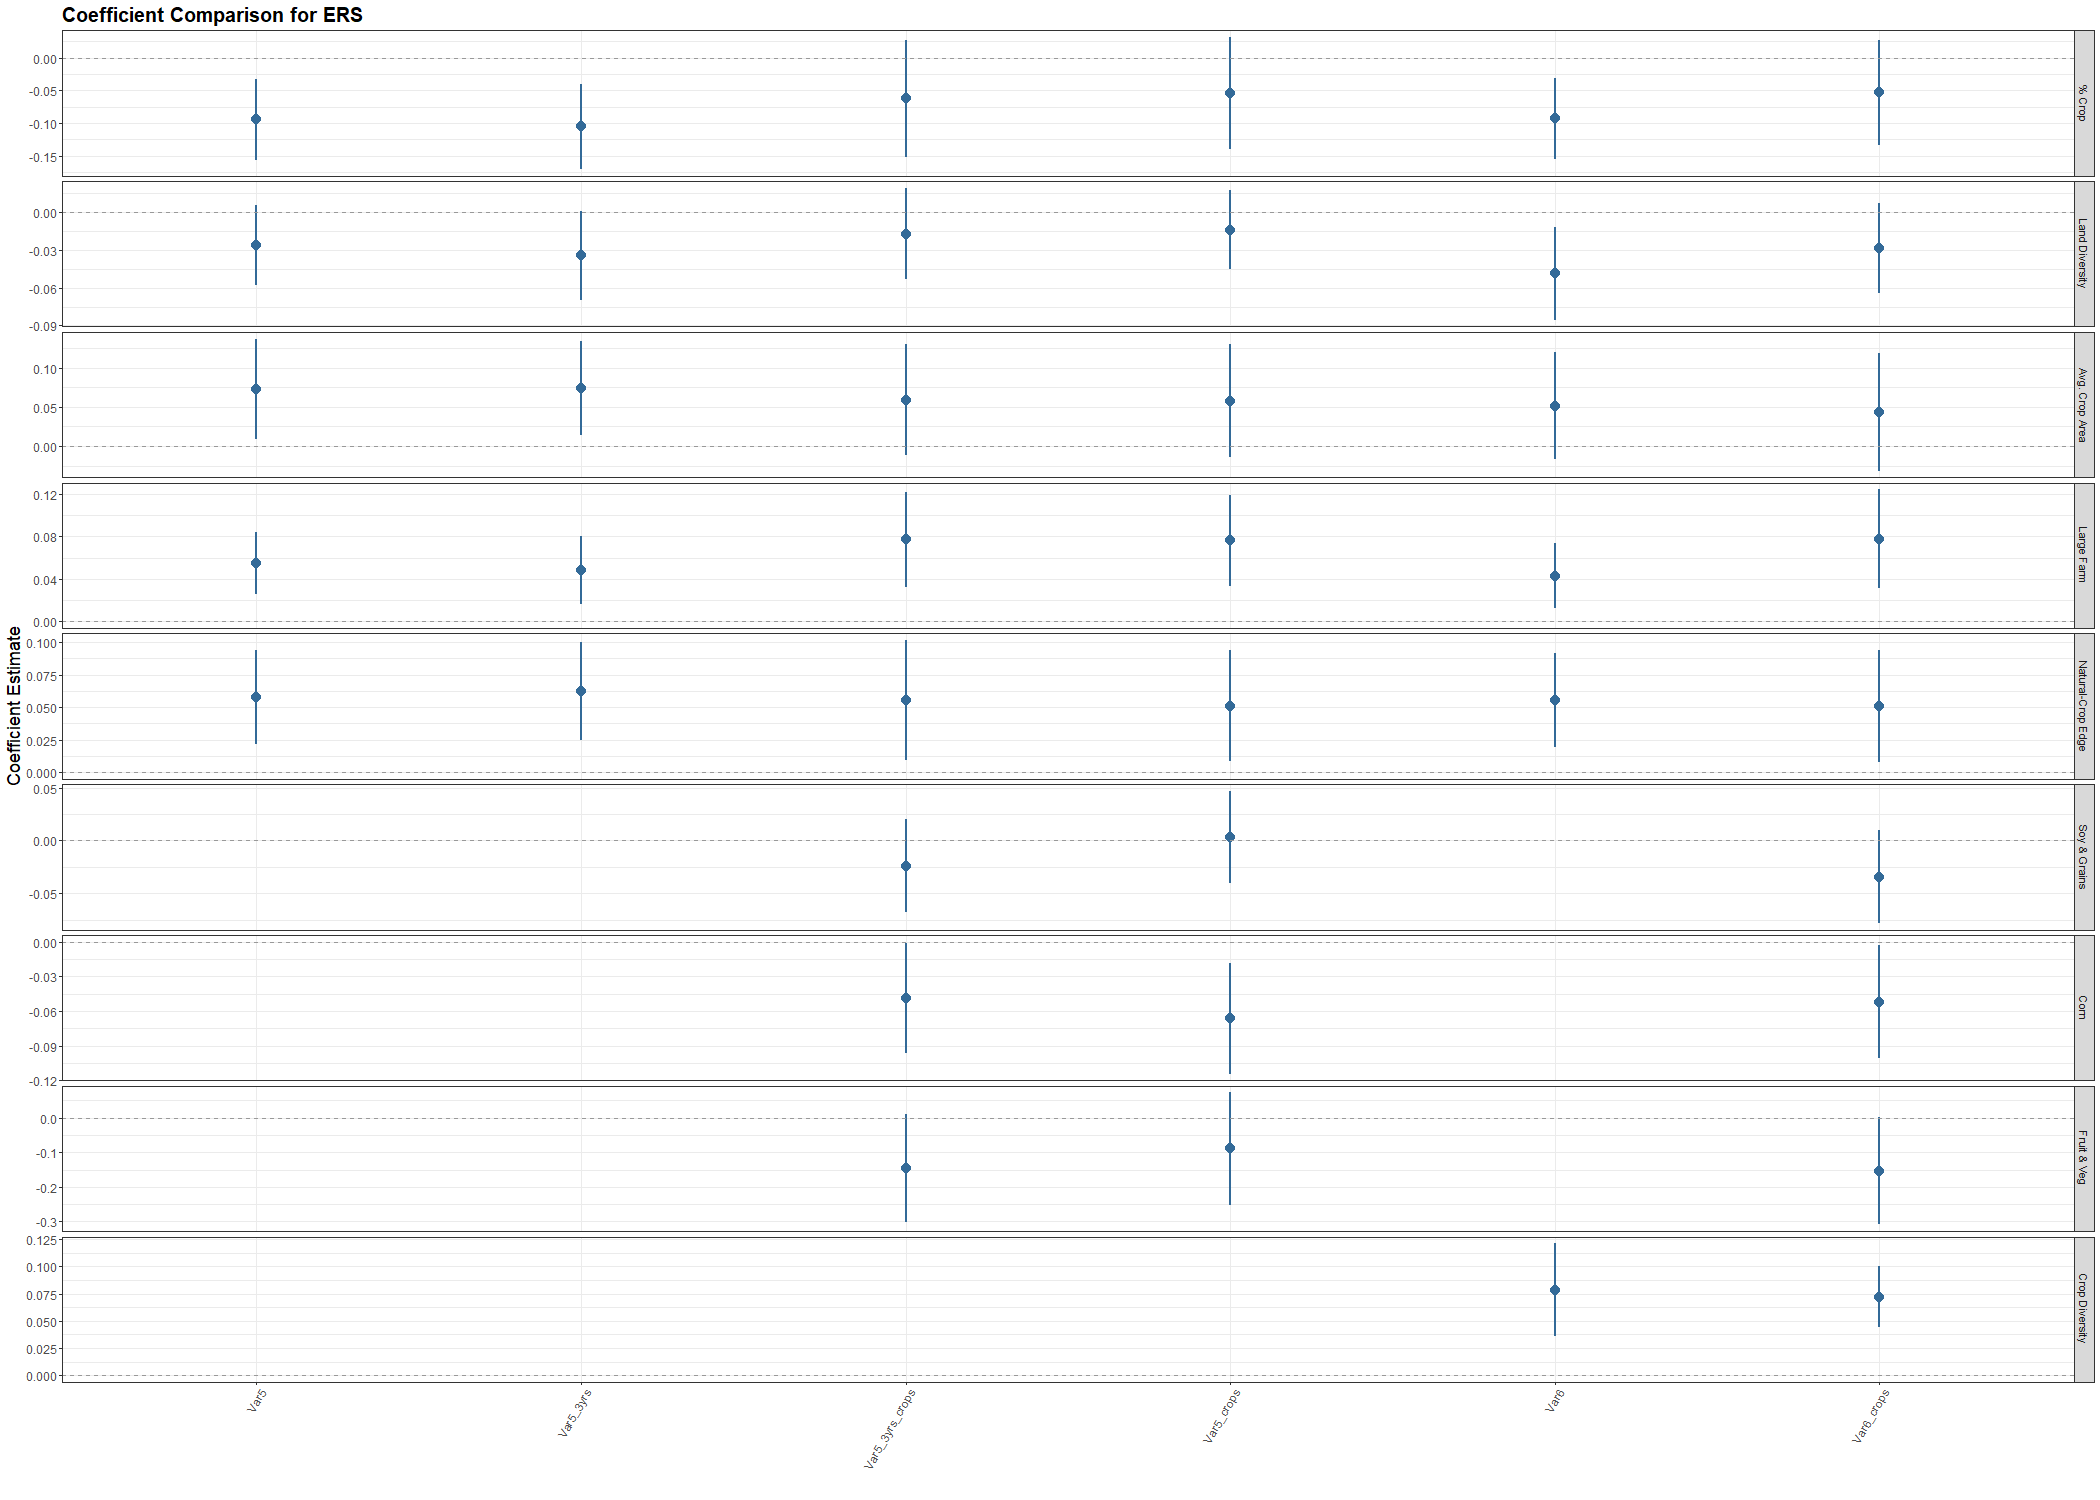 Coefficient Comparison for ERS
Coefficient Estimate
0.00
-0.05
-0.10
-0.15
% Crop
0.00
-0.03
-0.06
-0.09
Land Diversity
0.10
0.05
0.00
Avg. Crop Area
0.12
0.08
0.04
0.00
Large Farm
0.100
0.075
0.050
0.025
0.000
Natural-Crop Edge
0.05
0.00
-0.05
Soy & Grains
0.00
-0.03
-0.06
-0.09
-0.12
Corn
0.0
-0.1
-0.2
-0.3
Fruit & Veg
0.125
0.100
0.075
0.050
0.025
0.000
Crop Diversity
Var5
Var5_3yrs
Var5_3yrs_crops
Var5_crops
Var6
Var6_crops